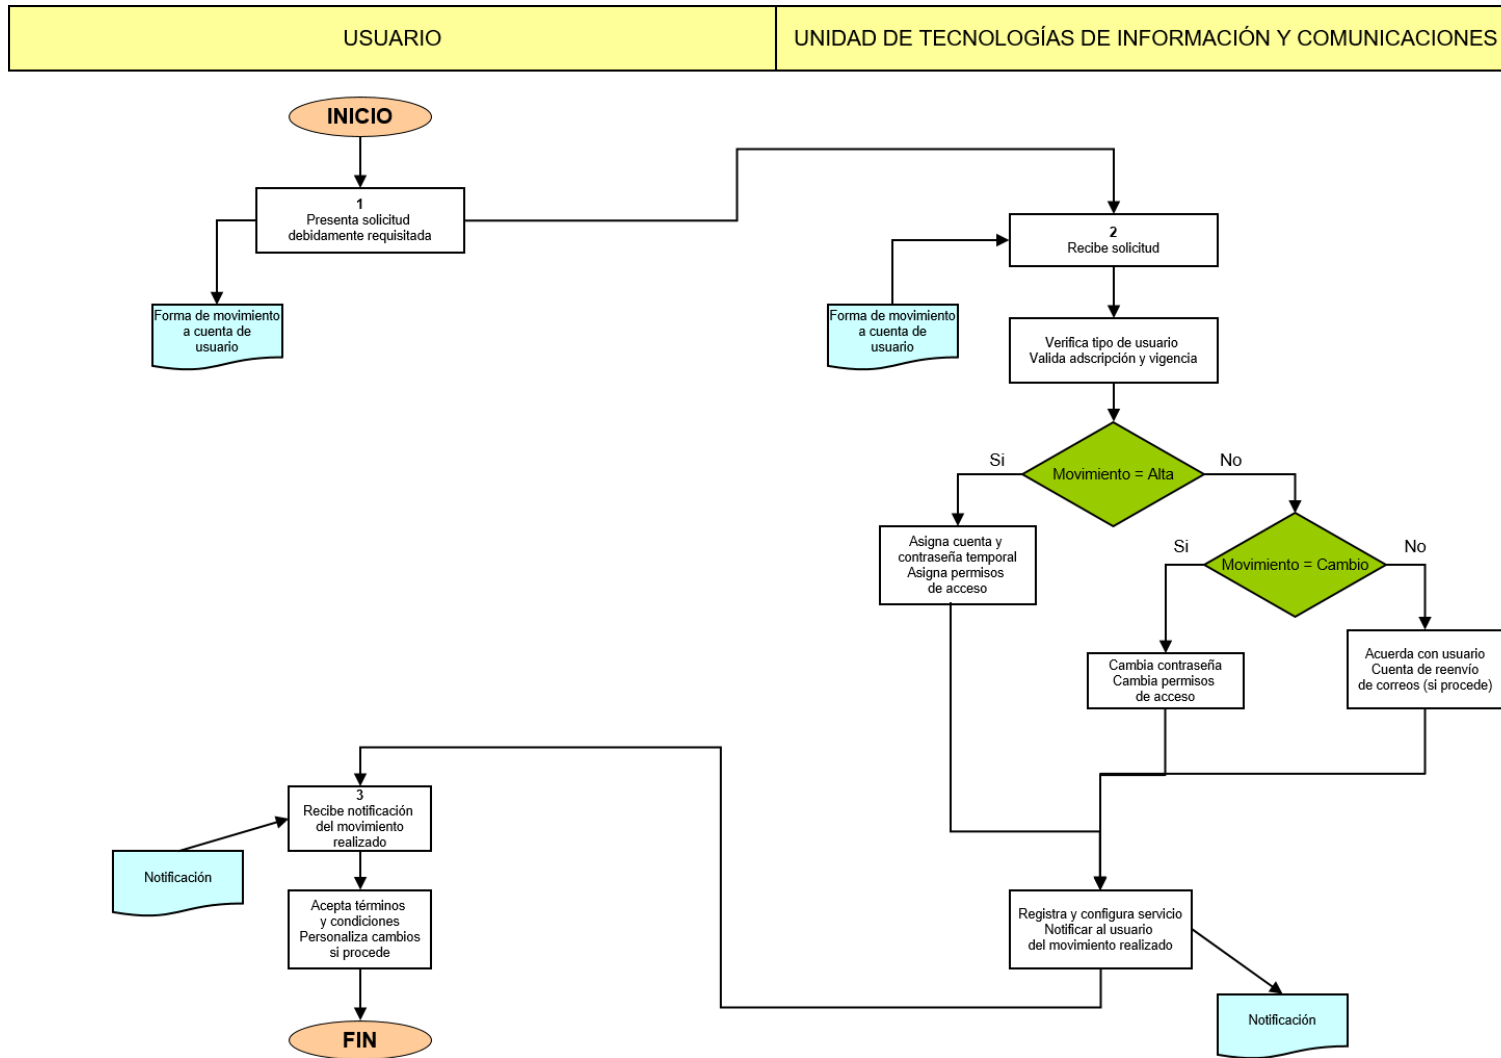 USUARIO
UNIDAD DE TECNOLOGÍAS DE INFORMACIÓN Y COMUNICACIONES
INICIO
1
Presenta solicitud
debidamente requisitada
Forma de movimiento
a cuenta de
usuario
2
Recibe solicitud
Forma de movimiento
a cuenta de
usuario
Verifica tipo de usuario
Valida adscripción y vigencia
Movimiento = Alta
Si
No
Asigna cuenta y
contraseña temporal
Asigna permisos
de acceso
Movimiento = Cambio
Si
No
Cambia contraseña
Cambia permisos
de acceso
Acuerda con usuario
Cuenta de reenvío
de correos (si procede)
Registra y configura servicio
Notificar al usuario
del movimiento realizado
Notificación
3
Recibe notificación
del movimiento
realizado
Notificación
Acepta términos
y condiciones
Personaliza cambios
si procede
FIN